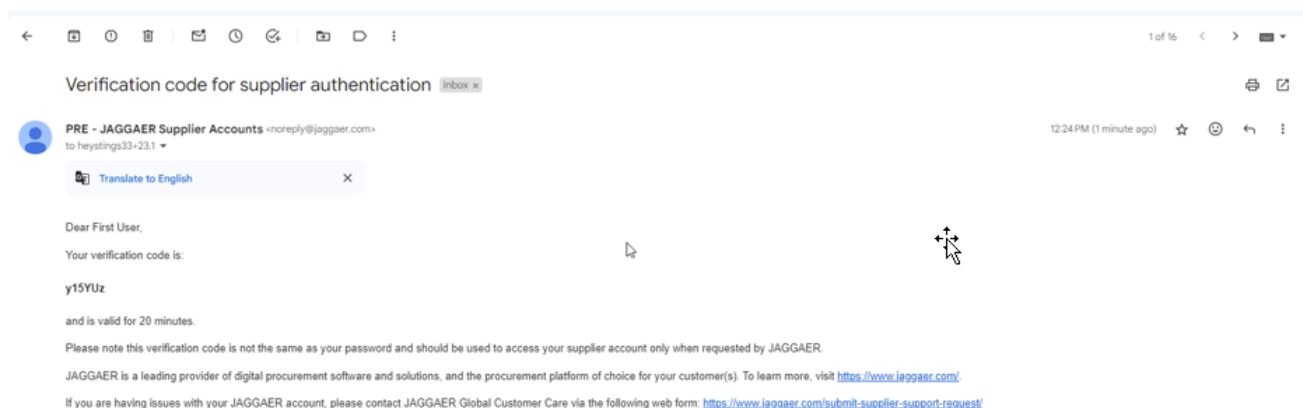 1 of 16
Verification code for supplier authentication Inbox x
PRE - JAGGAER Supplier Accounts <noreply@jaggaer.com>
12:24 PM (1 minute ago)
to heystings33+23.1
Translate to English
Dear First User,
Your verification code is:
y15YUz
and is valid for 20 minutes.
Please note this verification code is not the same as your password and should be used to access your supplier account only when requested by JAGGAER.
JAGGAER is a leading provider of digital procurement software and solutions, and the procurement platform of choice for your customer(s). To learn more, visit https://www.jaggaer.com/.
If you are having issues with your JAGGAER account, please contact JAGGAER Global Customer Care via the following web form: https://www.jaggaer.com/submit-supplier-support-request/